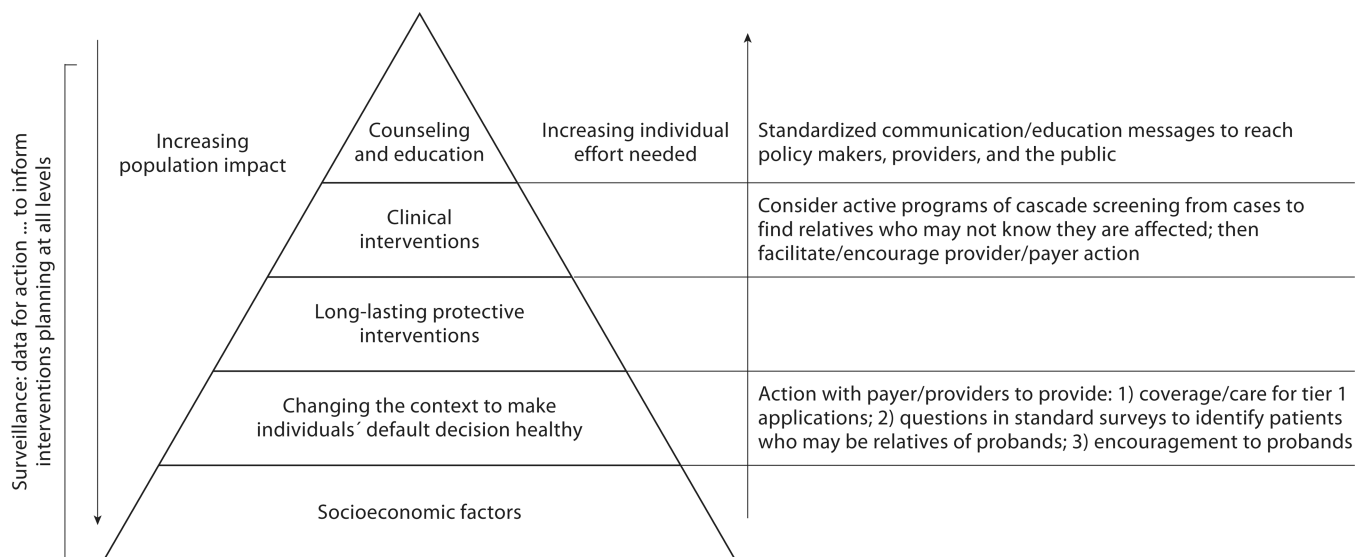 Surveillance: data for action ... to inform
interventions planning at all levels
Increasing
population impact
Counseling
and education
Increasing individual
effort needed
Standardized communication/education messages to reach
policy makers, providers, and the public
Clinical
interventions
Consider active programs of cascade screening from cases to
find relatives who may not know they are affected; then
facilitate/encourage provider/payer action
Long-lasting protective
interventions
Changing the context to make
individuals´ default decision healthy
Action with payer/providers to provide: 1) coverage/care for tier 1
applications; 2) questions in standard surveys to identify patients
who may be relatives of probands; 3) encouragement to probands
Socioeconomic factors